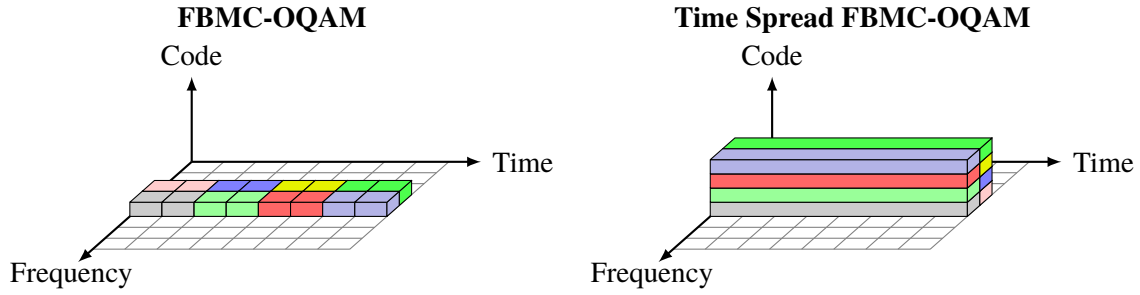 FBMC-OQAM
Time Spread FBMC-OQAM
Code
Code
Time
Time
Frequency
Frequency